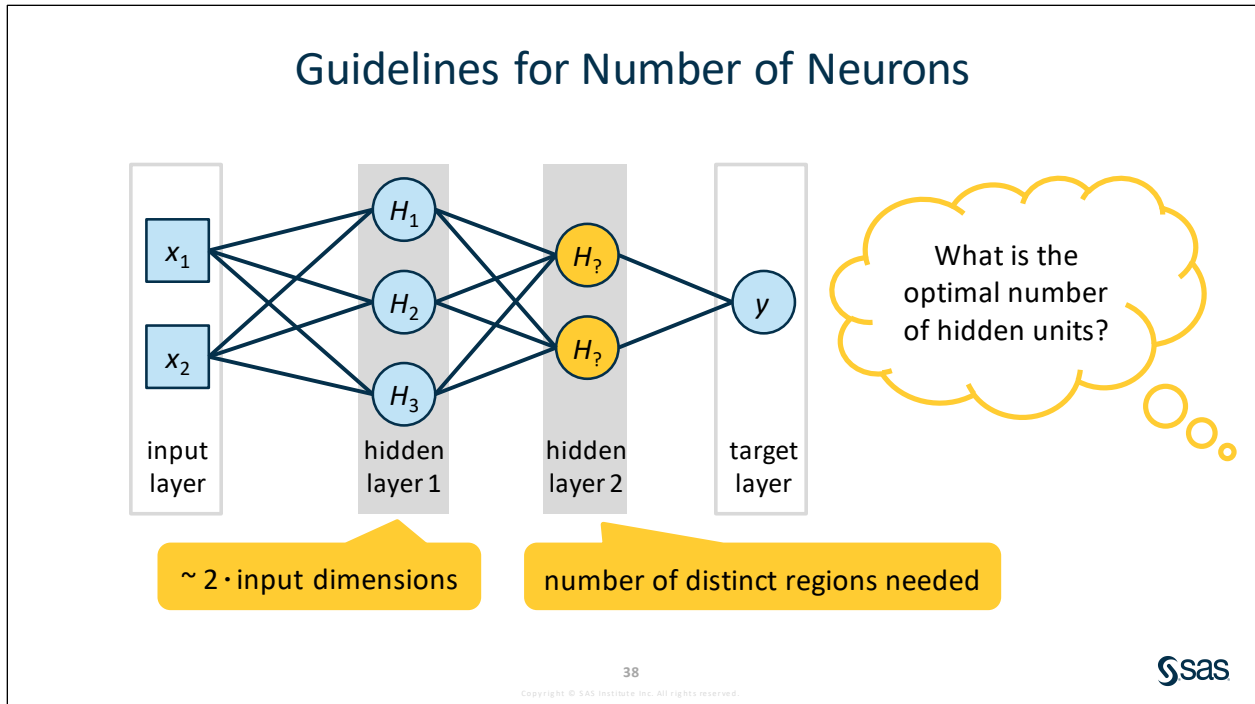 Guidelines for Number of Neurons
x1
x2
input
layer
H1
H2
H3
hidden
layer 1
H?
H?
hidden
layer 2
y
target
layer
What is the
optimal number
of hidden units?
~ 2 · input dimensions
number of distinct regions needed
38
Copyright © SAS Institute Inc. All rights reserved.
sas